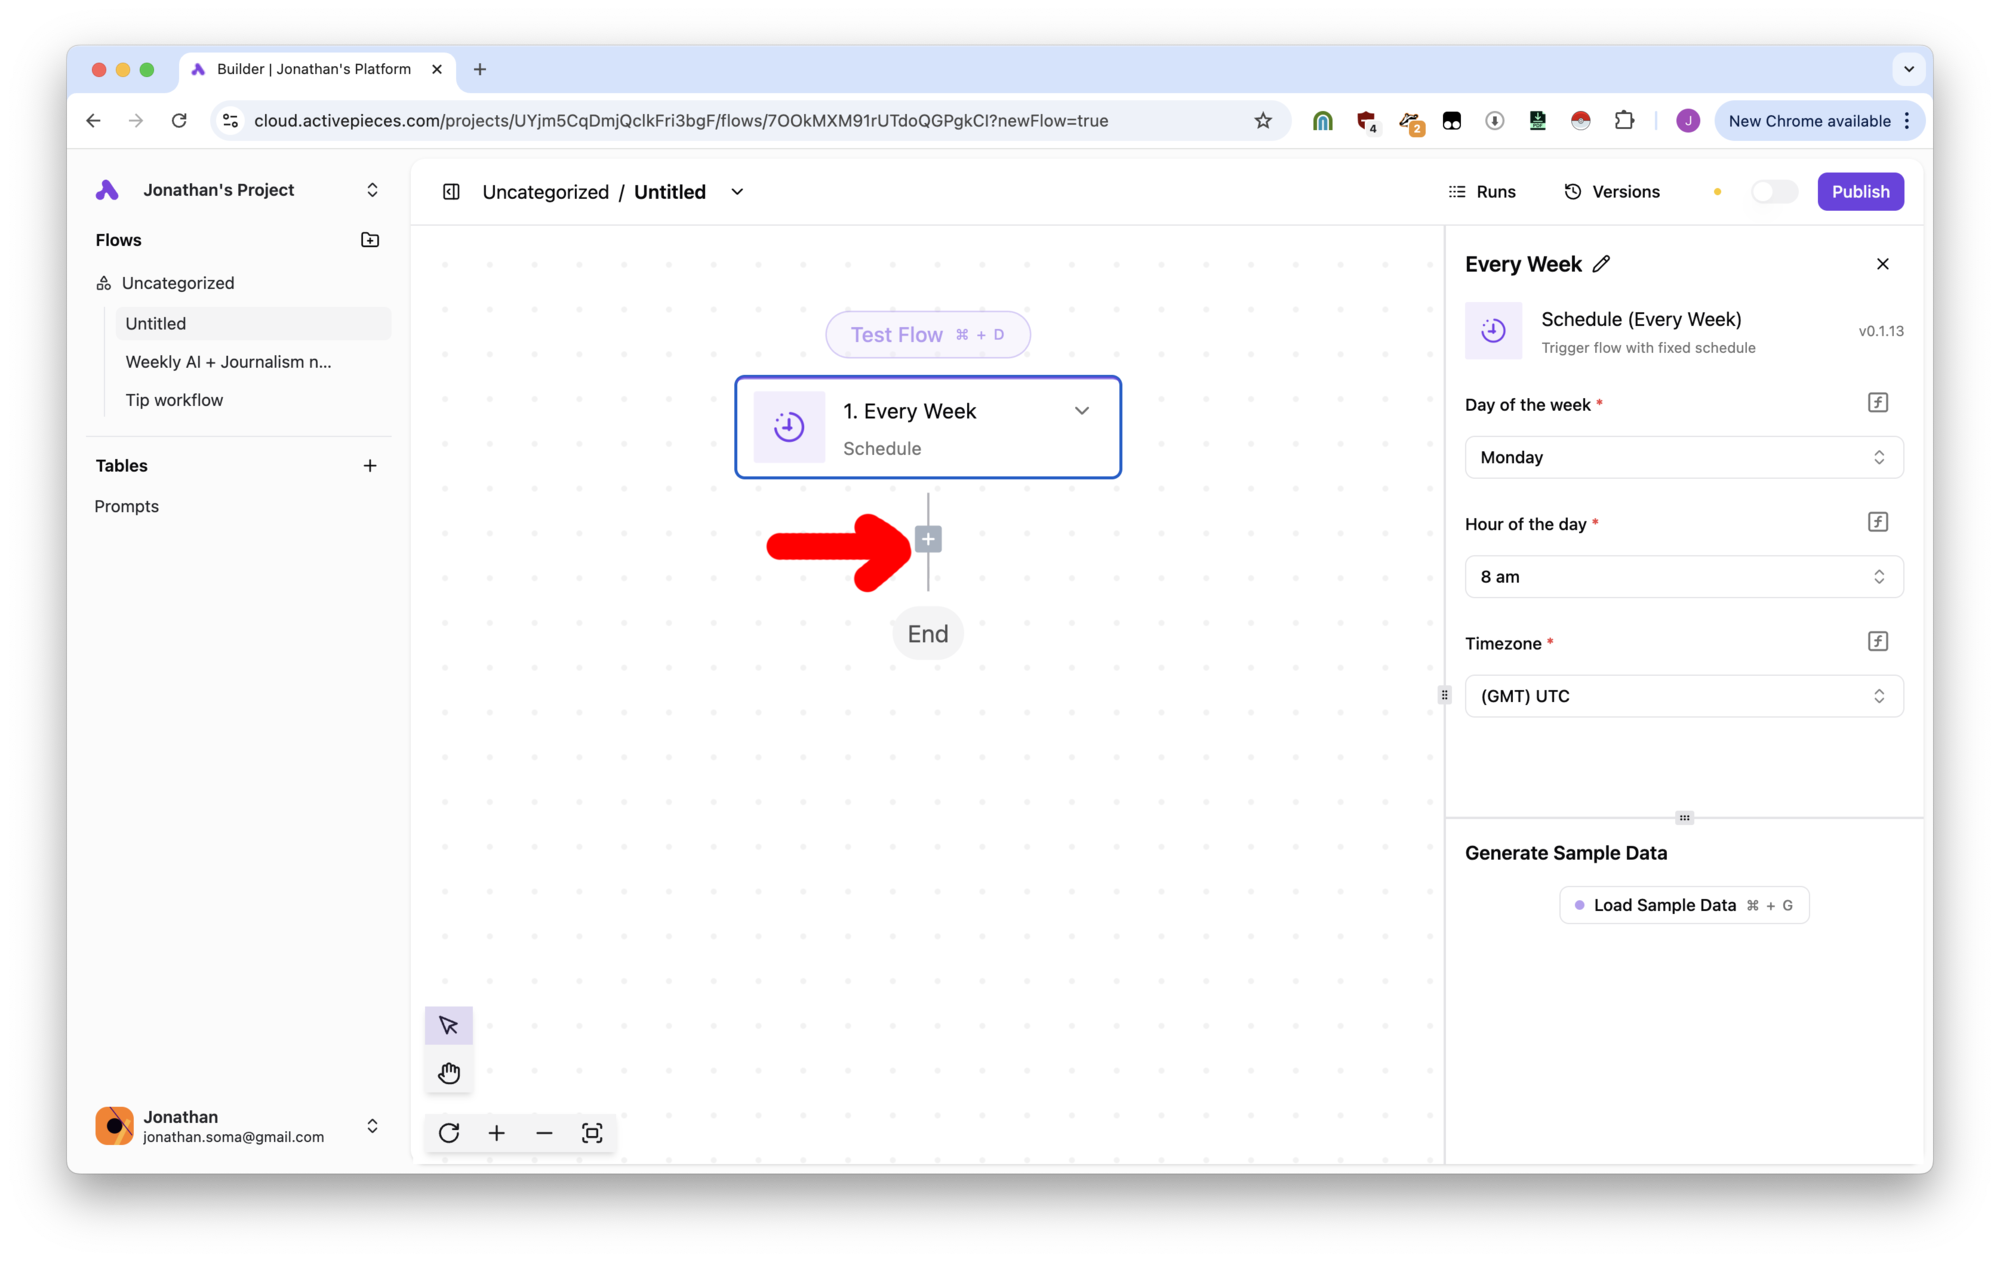 Builder | Jonathan's Platform
cloud.activepieces.com/projects/UYjm5CqDmjQclkFri3bgF/flows/7OOkMXM91rUTdoQGPgkCI?newFlow=true
4
2
J
New Chrome available
Jonathan's Project
Flows
Uncategorized
Untitled
Weekly AI + Journalism n...
Tip workflow
Tables
Prompts
Jonathan
jonathan.soma@gmail.com
Uncategorized / Untitled
Runs
Versions
Publish
Test Flow ⌘ + D
1. Every Week
Schedule
End
Every Week
Schedule (Every Week)
Trigger flow with fixed schedule
v0.1.13
Day of the week *
Monday
Hour of the day *
8 am
Timezone *
(GMT) UTC
Generate Sample Data
Load Sample Data ⌘ + G